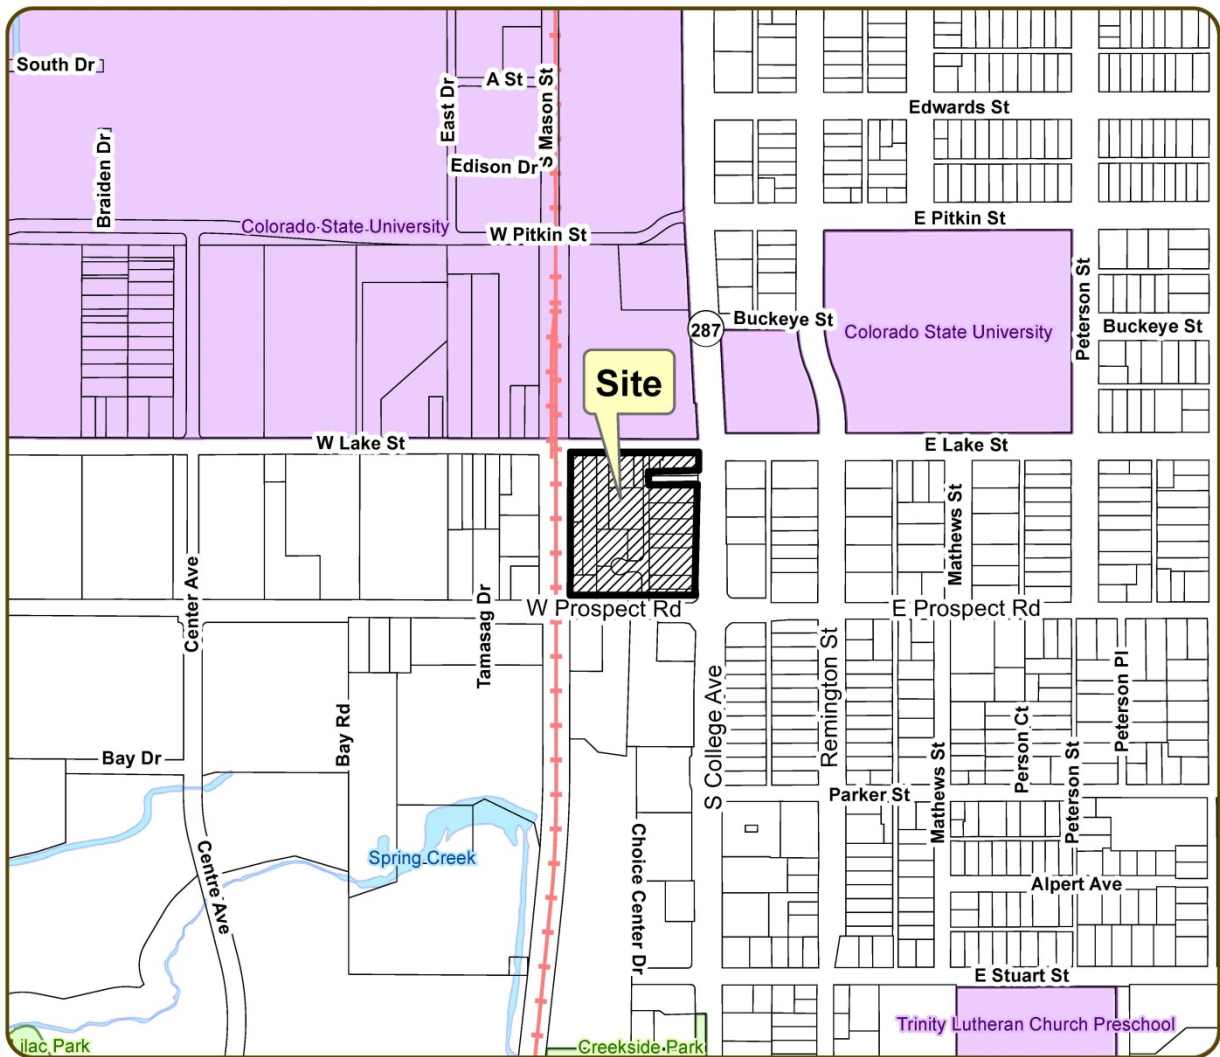 South Dr
A St
East Dr
S Mason St
Edwards St
Braiden Dr
Edison Dr
E Pitkin St
Colorado State University
W Pitkin St
Peterson St
287
Buckeye St
Colorado State University
Buckeye St
Site
W Lake St
E Lake St
Mathews St
Center Ave
Tamasag Dr
W Prospect Rd
E Prospect Rd
S College Ave
Remington St
Peterson Pl
Bay Rd
Person Ct
Bay Dr
Mathews St
Peterson St
Parker St
Spring Creek
Choice Center Dr
Centre Ave
Alpert Ave
E Stuart St
Trinity Lutheran Church Preschool
Lilac Park
Creekside Park